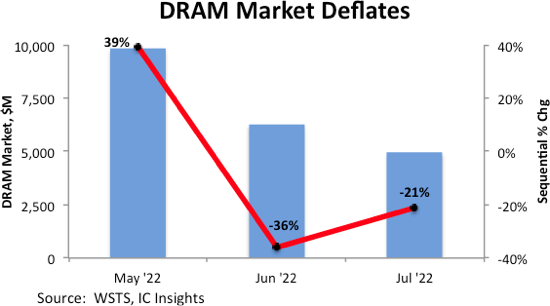 DRAM Market Deflates
DRAM Market, $M
10,000
7,500
5,000
2,500
0
39%
-36%
-21%
40%
20%
0%
-20%
-40%
Sequential % Chg
May '22
Jun '22
Jul '22
Source:  WSTS, IC Insights